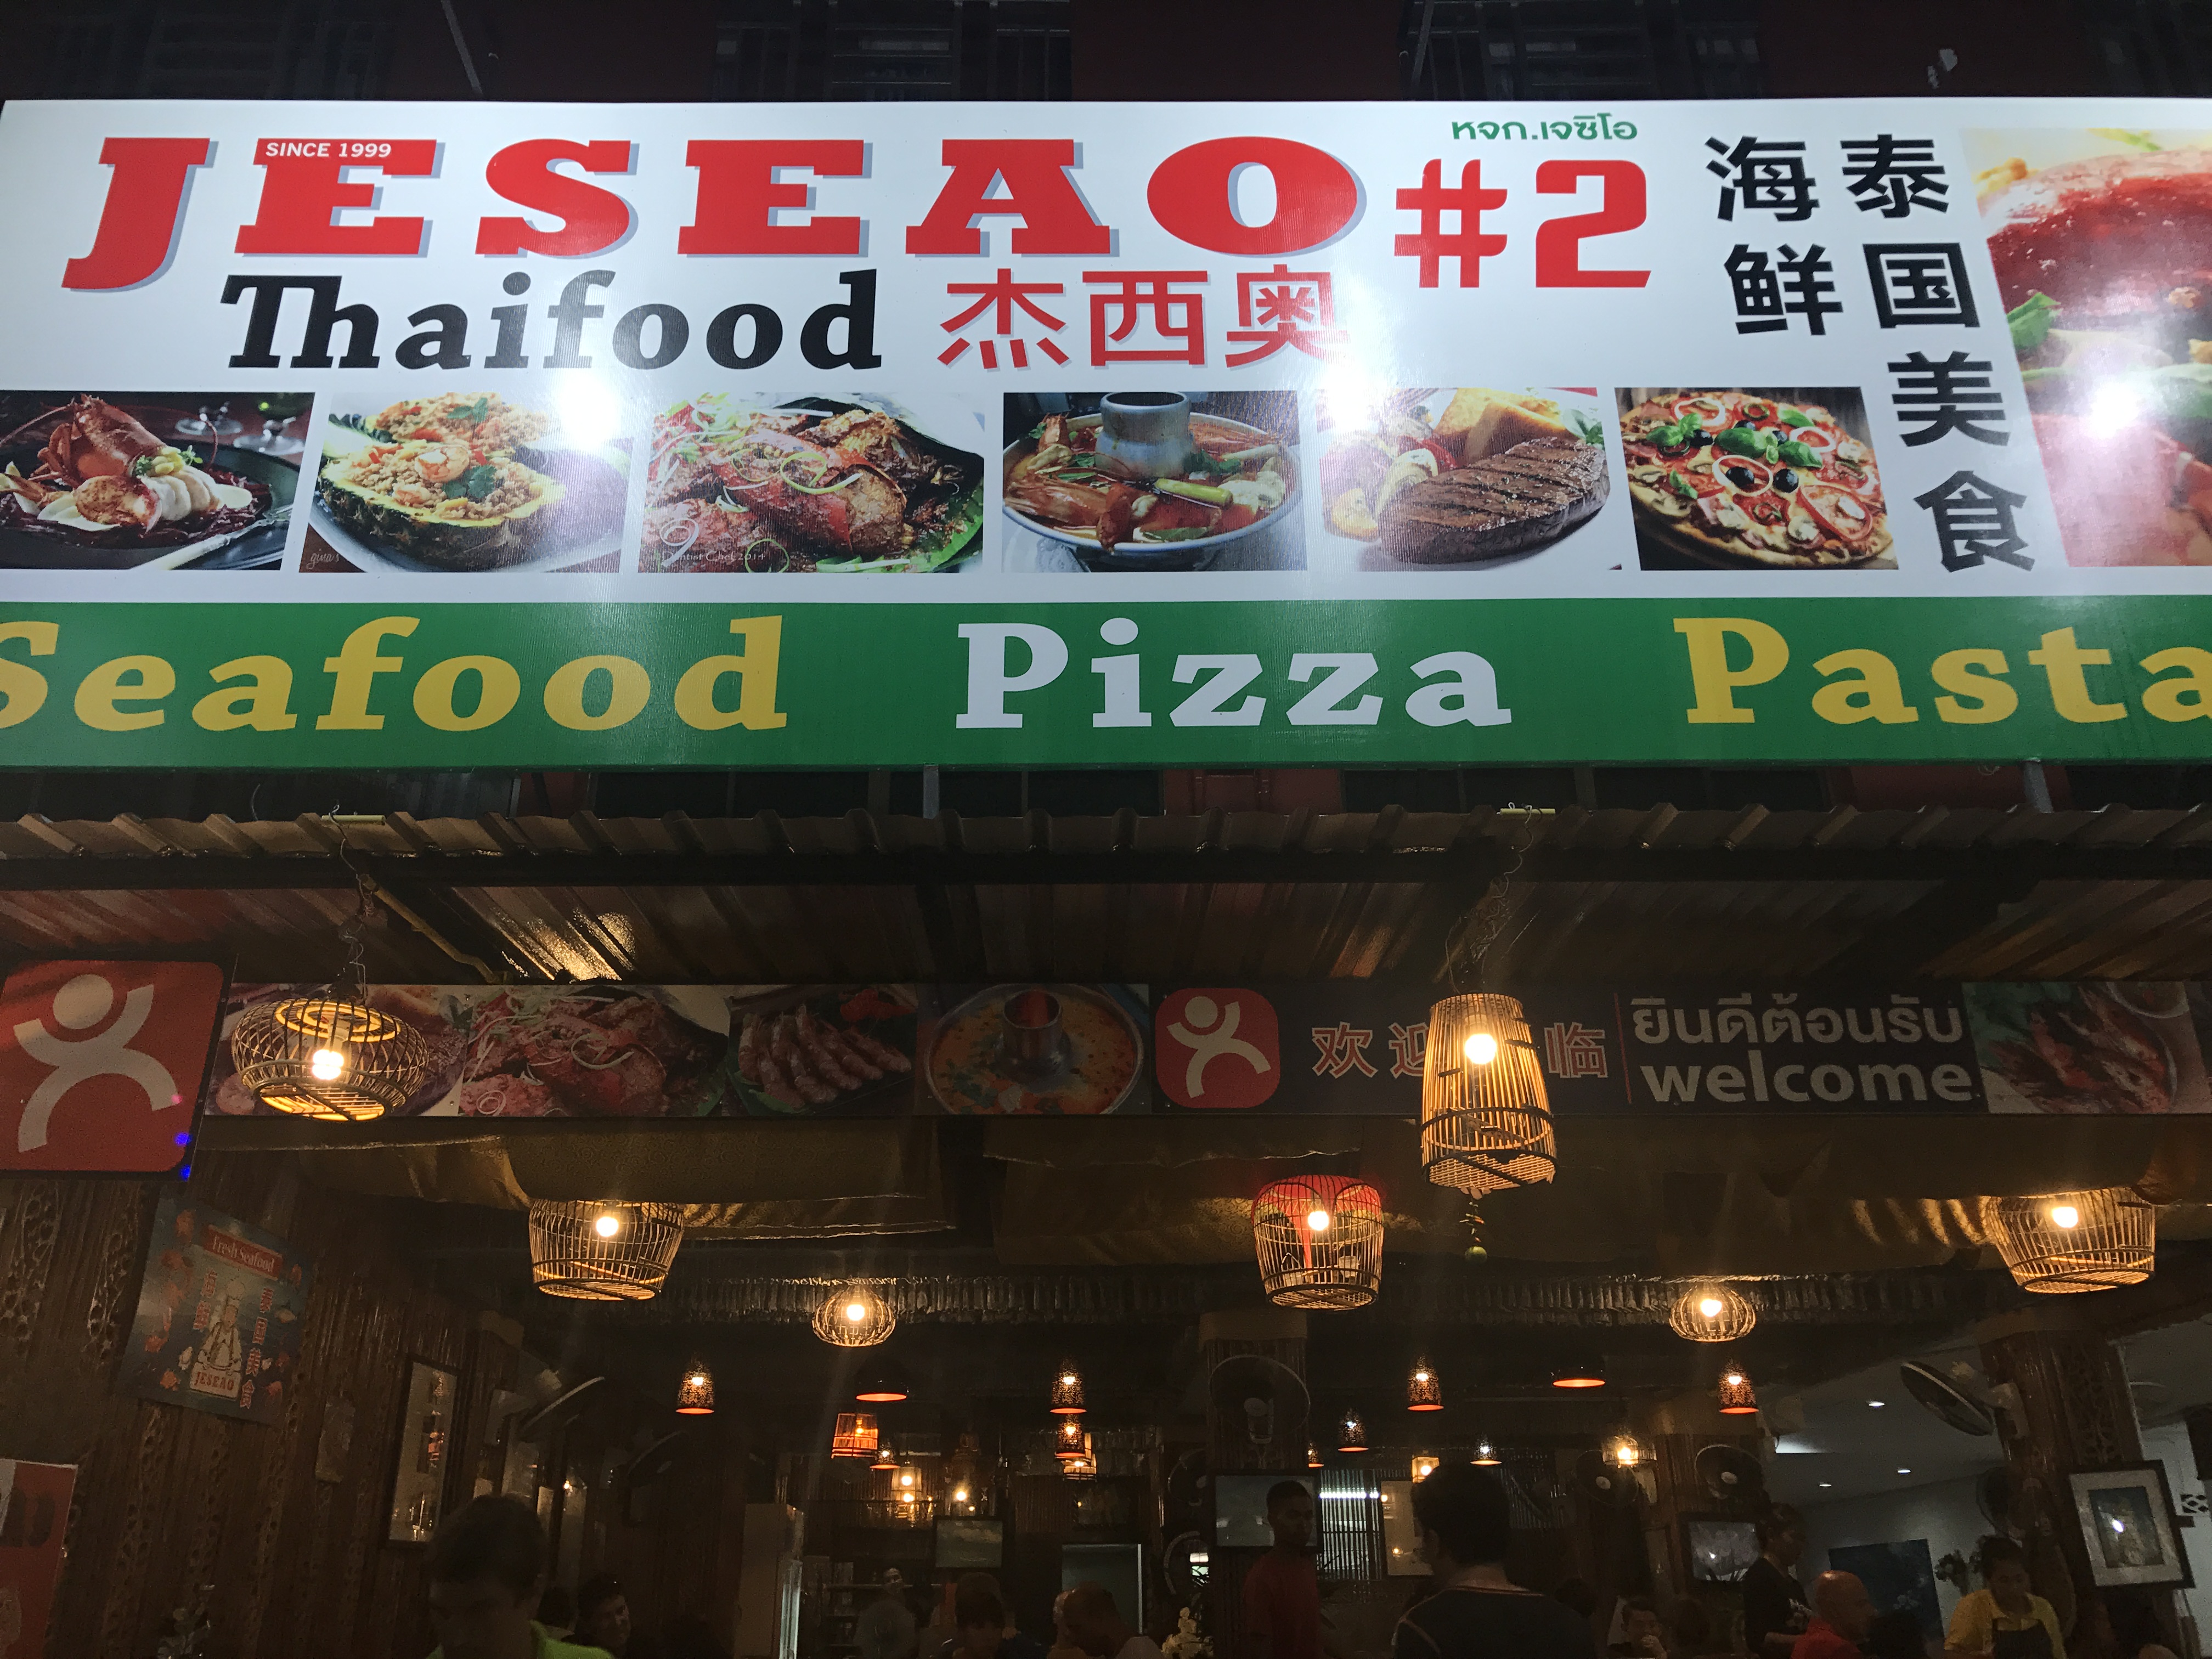 SINCE 1999
JESEAO #2
หจก.เจซิโอ
Thaifood 杰西奥
泰国美食
海鲜
Seafood Pizza Pasta
欢迎 临
ยินดีต้อนรับ
welcome
Fresh Seafood
JESEAO